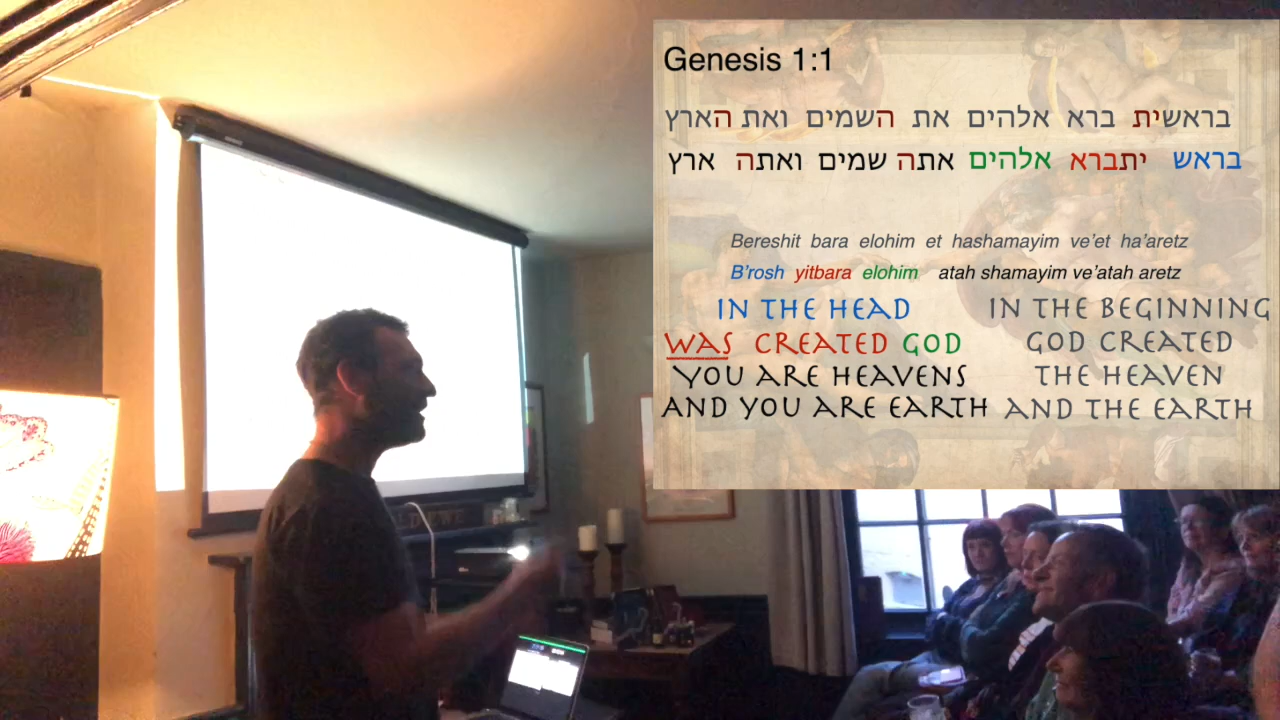 Genesis 1:1
בראשית ברא אלהים את השמים ואת הארץ
בראש יתברא אלהים אתה שמים ואתה ארץ
Bereshit bara elohim et hashamayim ve'et ha'aretz
B'rosh yitbara elohim atah shamayim ve'atah aretz
IN THE HEAD
WAS CREATED GOD
YOU ARE HEAVENS
AND YOU ARE EARTH
IN THE BEGINNING
GOD CREATED
THE HEAVEN
AND THE EARTH